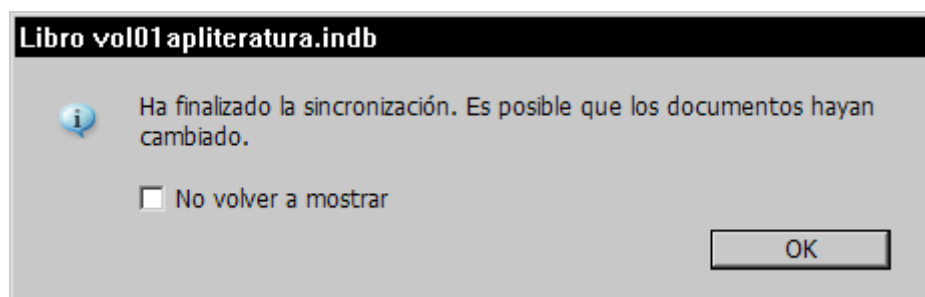 Libro vol01apliteratura.indb
Ha finalizado la sincronización. Es posible que los documentos hayan
cambiado.
No volver a mostrar
OK